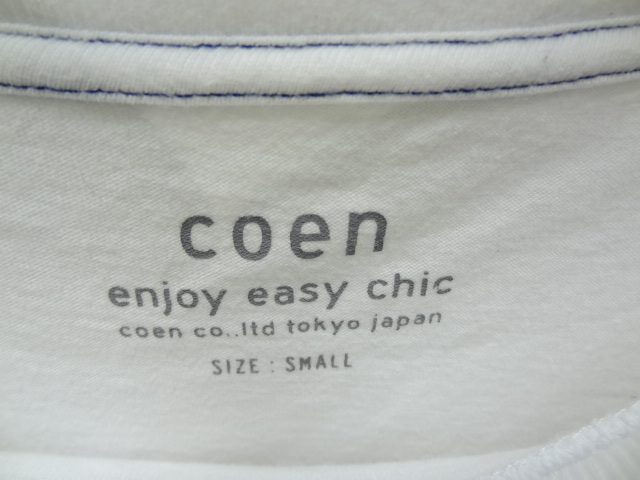 coen
enjoy easy chic
coen co..ltd tokyo japan
SIZE : SMALL